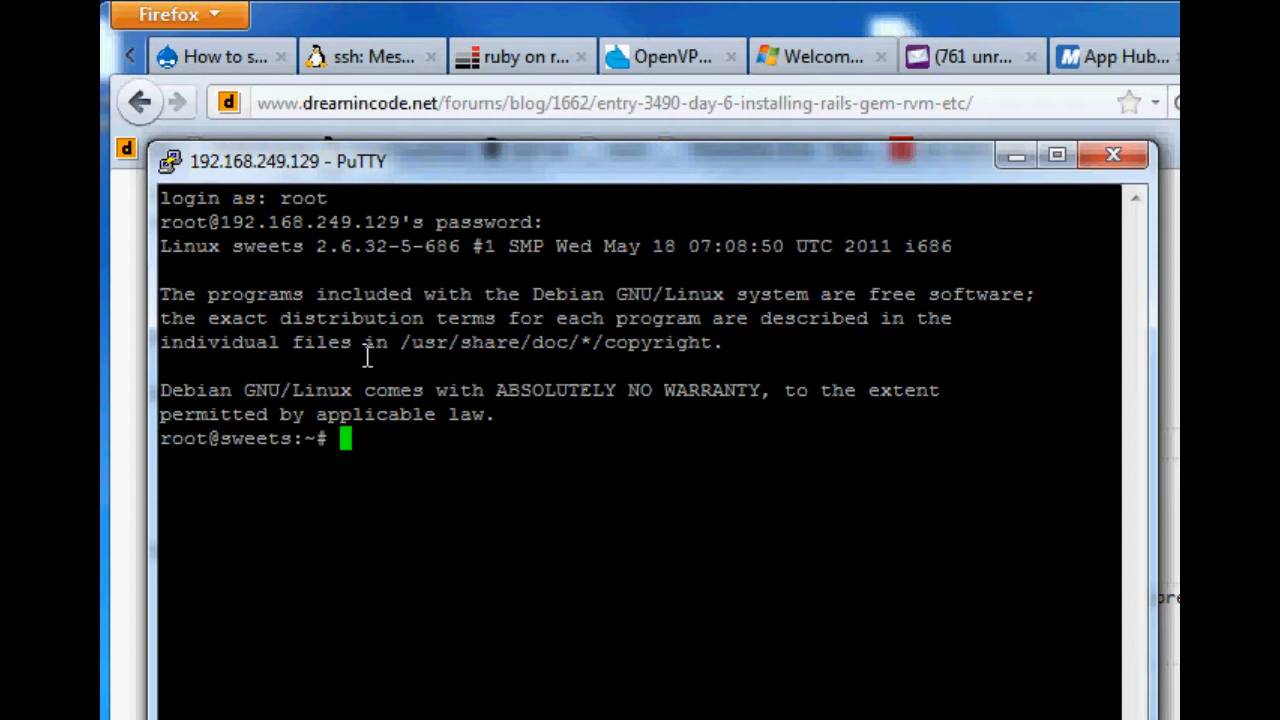 Firefox
How to s...
ssh: Mes...
ruby on r...
OpenVP...
Welcom...
(761 unr...
App Hub...
www.dreamincode.net/forums/blog/1662/entry-3490-day-6-installing-rails-gem-rvm-etc/
192.168.249.129 - PuTTY
login as: root
root@192.168.249.129's password:
Linux sweets 2.6.32-5-686 #1 SMP Wed May 18 07:08:50 UTC 2011 i686
The programs included with the Debian GNU/Linux system are free software;
the exact distribution terms for each program are described in the
individual files in /usr/share/doc/*/copyright.
Debian GNU/Linux comes with ABSOLUTELY NO WARRANTY, to the extent
permitted by applicable law.
root@sweets:~#